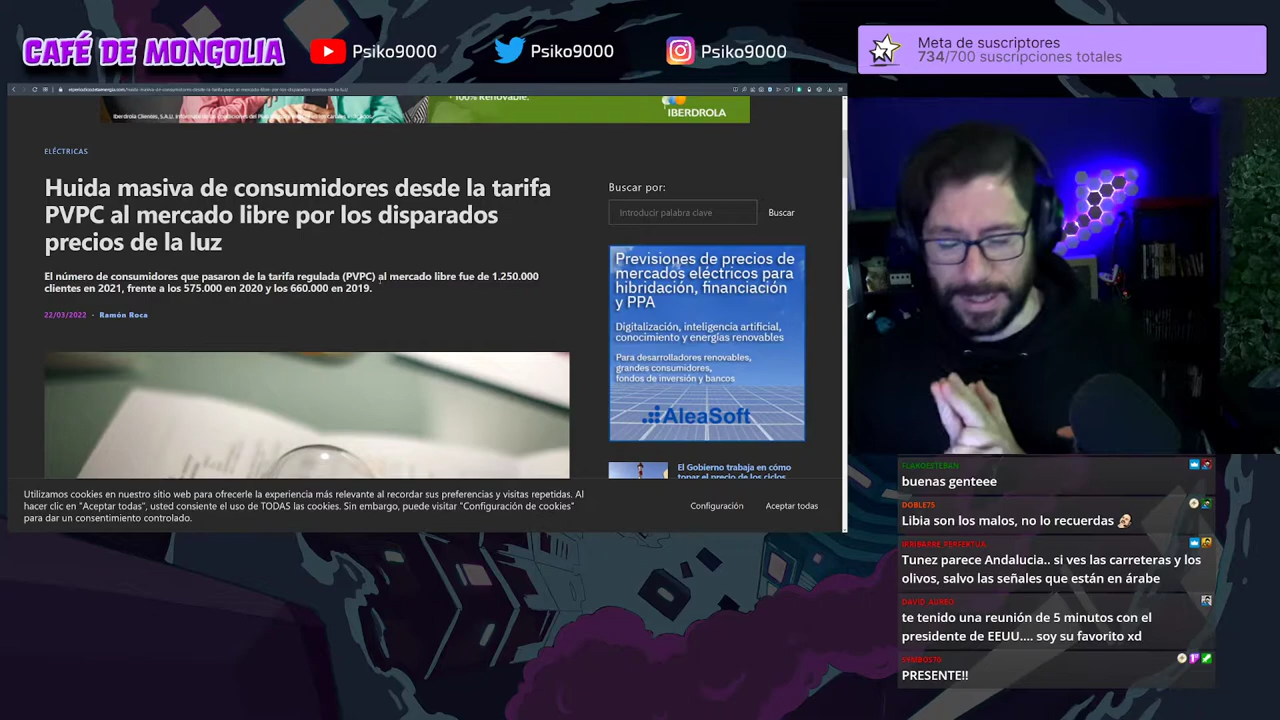 CAFÉ DE MONGOLIA
Psiko9000
Psiko9000
Psiko9000
Meta de suscriptores
734/700 suscripciones totales
100% Renovable.
IBERDROLA
ELÉCTRICAS
Huida masiva de consumidores desde la tarifa
PVPC al mercado libre por los disparados
precios de la luz
El número de consumidores que pasaron de la tarifa regulada (PVPC) al mercado libre fue de 1.250.000
clientes en 2021, frente a los 575.000 en 2020 y los 660.000 en 2019.
22/03/2022 - Ramón Roca
Buscar por:
Introducir palabra clave
Buscar
Previsiones de precios de
mercados eléctricos para
hibridación, financiación
y PPA
Digitalización, inteligencia artificial,
conocimiento y energías renovables
Para desarrolladores renovables,
grandes consumidores,
fondos de inversión y bancos
AleaSoft
El Gobierno trabaja en cómo
topar el precio de los ciclos
Utilizamos cookies en nuestro sitio web para ofrecerle la experiencia más relevante al recordar sus preferencias y visitas repetidas. Al
hacer clic en "Aceptar todas", usted consiente el uso de TODAS las cookies. Sin embargo, puede visitar "Configuración de cookies"
para dar un consentimiento controlado.
Configuración
Aceptar todas
FLAKOESTEBAN
buenas genteee
DOBLE75
Libia son los malos, no lo recuerdas
Tunez parece Andalucia.. si ves las carreteras y los
olivos, salvo las señales que están en árabe
DAVID_AUREO
te tenido una reunión de 5 minutos con el
presidente de EEUU.... soy su favorito xd
SYMBOS70
PRESENTE!!